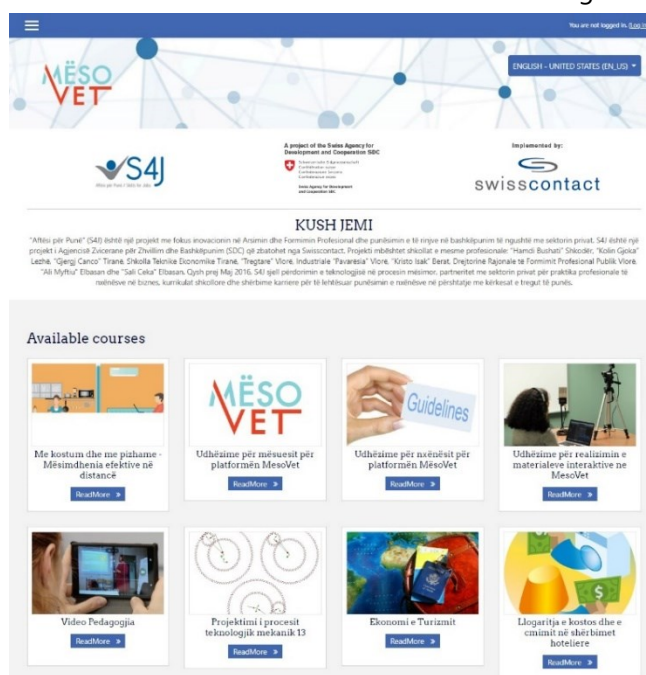 You are not logged in. (Log in
MËSO
VET
ENGLISH - UNITED STATES (EN_US)
A project of the Swiss Agency for
Development and Cooperation SDC
Implemented by:
S4J
Swiss Agency for Development
and Cooperation SDC
swisscontact
KUSH JEMI
"Aftësi për Punë" (S4J) është një projekt me fokus inovacionin në Arsimin dhe Formimin Profesional dhe punësimin e të rinjve në bashkëpunim të ngushtë me sektorin privat. S4J është një
projekt i Agjencisë Zvicerane për Zhvillim dhe Bashkëpunim (SDC) që zbatohet nga Swisscontact. Projekti mbështet shkollat e mesme profesionale: "Hamdi Bushati" Shkodër, "Kolin Gjoka"
Lezhë, "Gjergj Canco" Tiranë, Shkolla Teknike Ekonomike Tiranë, "Tregtare" Vlorë, Industriale "Pavarësia" Vlorë, "Kristo Isak" Berat, Drejtorinë Rajonale të Formimit Profesional Publik Vlorë,
"Ali Myftiu" Elbasan dhe "Sali Ceka" Elbasan. Qysh prej Maj 2016, S4J sjell përdorimin e teknologjisë në procesin mësimor, partneritet me sektorin privat për praktika profesionale të
nxënësve në biznes, kurrikulat shkollore dhe shërbime karriere për të lehtësuar punësimin e nxënësve në përshtatje me kërkesat e tregut të punës.
Available courses
MËSO
VET
Guidelines
Me kostum dhe me pizhame -
Mësimdhënia efektive në
distancë
ReadMore »
Udhëzime për mësuesit për
platformën MesoVet
ReadMore »
Udhëzime për nxënësit për
platformën MësoVet
ReadMore »
Udhëzime për realizimin e
materialeve interaktive ne
MesoVet
ReadMore »
Video Pedagogjia
ReadMore »
Projektimi i procesit
teknologjik mekanik 13
ReadMore »
Ekonomi e Turizmit
ReadMore »
Llogaritja e kostos dhe e
cmimit në shërbimet
hoteliere
ReadMore »